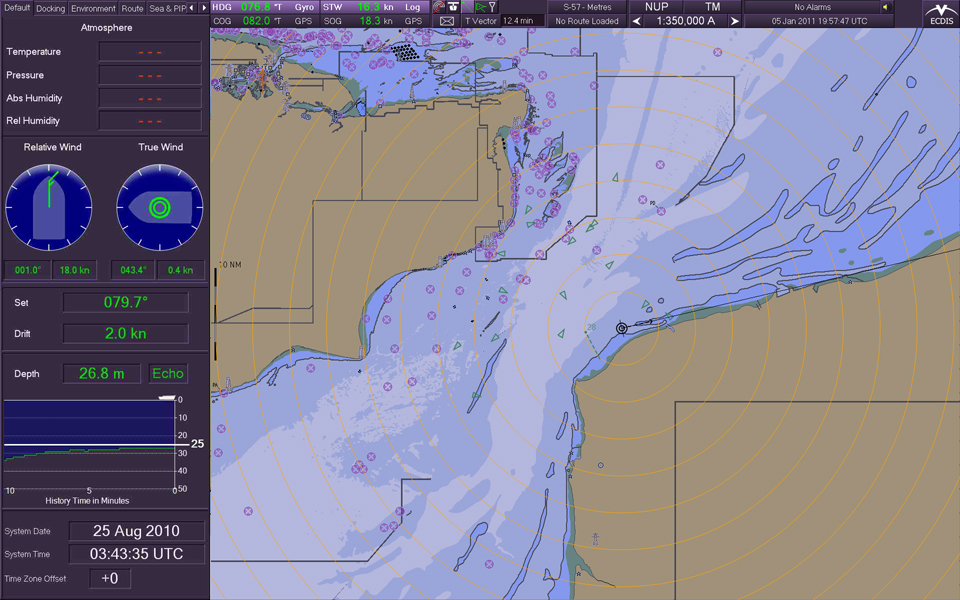 Default Docking Environment Route Sea & PIP
HDG 076.8 °T Gyro STW 16.3 kn Log
COG 082.0 °T GPS SOG 18.3 kn GPS
T Vector 12.4 min
S-57 - Metres
No Route Loaded
NUP TM
1:350,000 A
No Alarms
05 Jan 2011 19:57:47 UTC
ECDIS
Atmosphere
Temperature - - -
Pressure - - -
Abs Humidity - - -
Rel Humidity - - -
Relative Wind True Wind
001.0° 18.0 kn 043.4° 0.4 kn
Set 079.7°
Drift 2.0 kn
Depth 26.8 m Echo
0
10
20
25
30
40
50
10 5 0
History Time in Minutes
System Date 25 Aug 2010
System Time 03:43:35 UTC
Time Zone Offset +0
10 NM